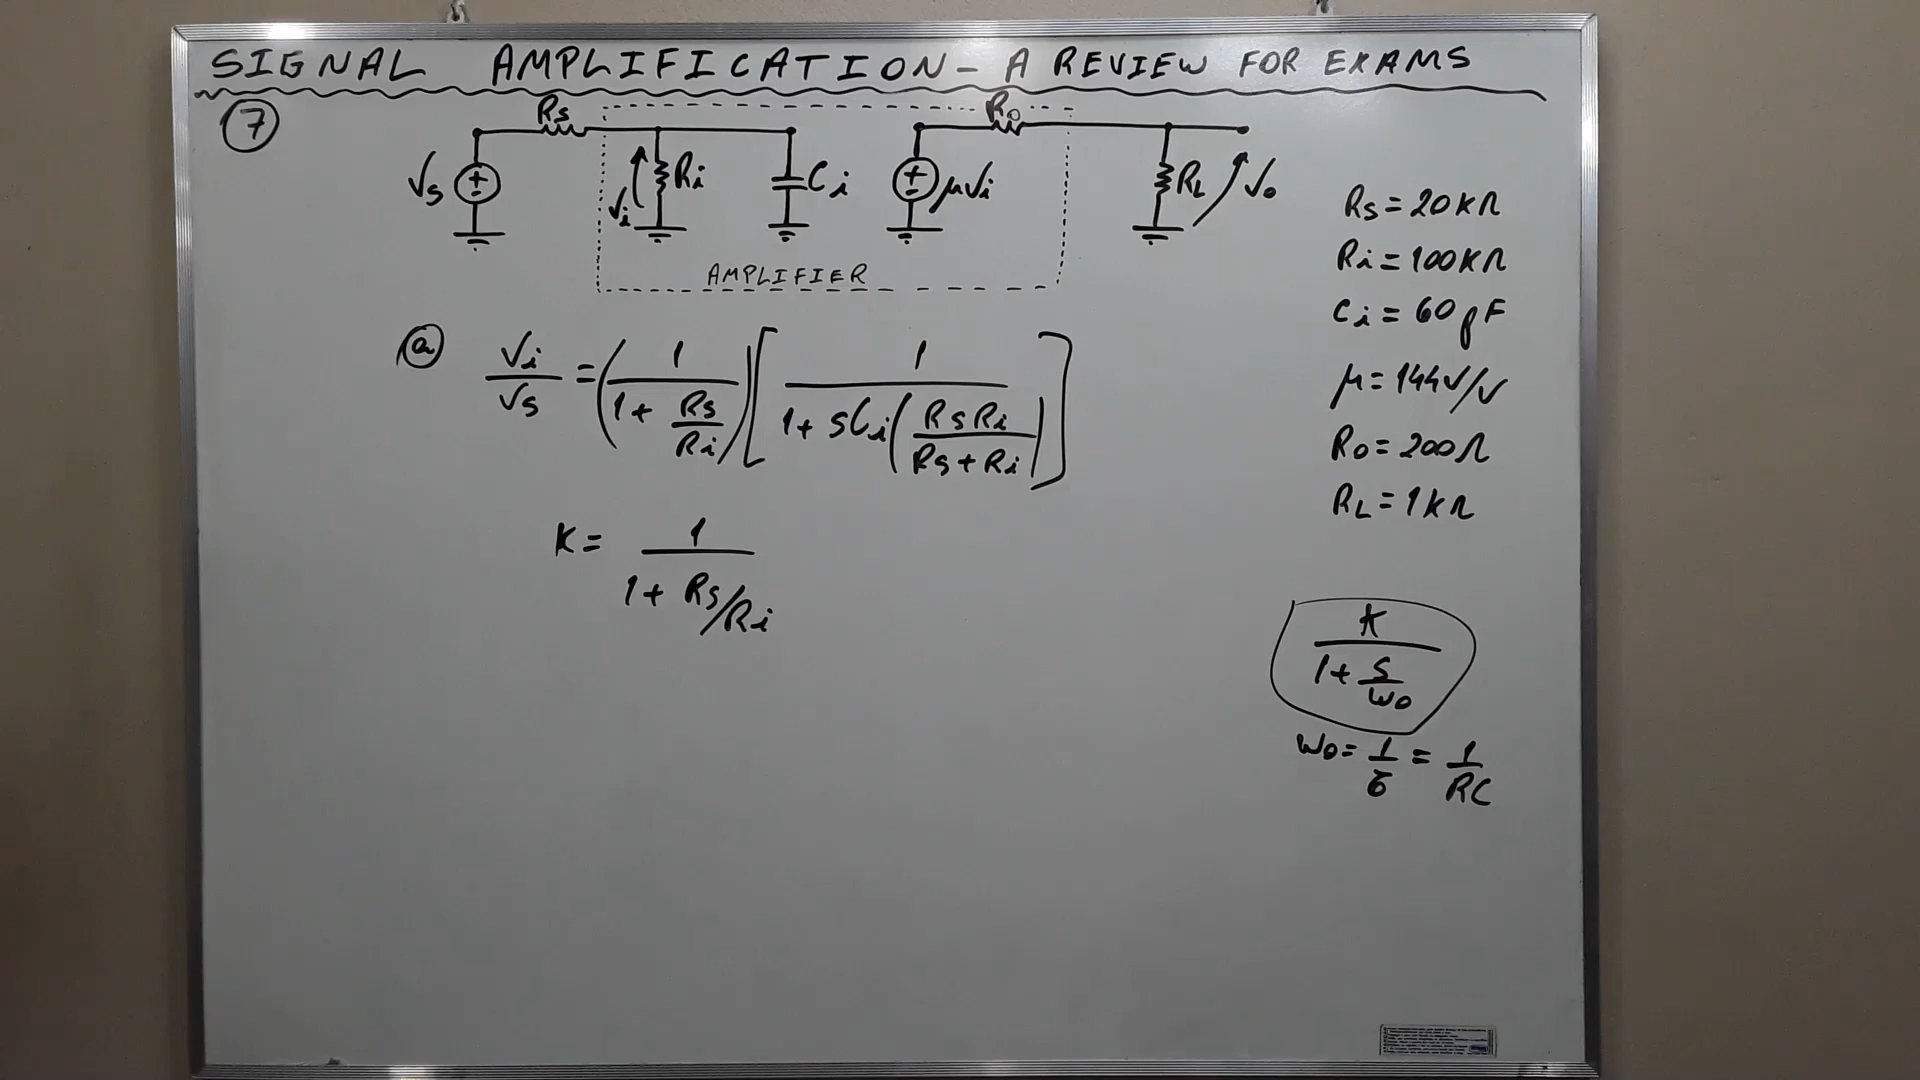 SIGNAL AMPLIFICATION - A REVIEW FOR EXAMS
7
Rs
Ro
Vs
+
-
Vi
Ri
Ci
+
-
μVi
RL
Vo
AMPLIFIER
Rs = 20KΩ
Ri = 100KΩ
Ci = 60pF
μ = 144V/V
Ro = 200Ω
RL = 1KΩ
a
Vi/Vs = (1/(1 + Rs/Ri)) [1/(1 + sCi(RsRi/(Rs + Ri)))]
K = 1/(1 + Rs/Ri)
K/(1 + s/ω0)
ω0 = 1/τ = 1/RC